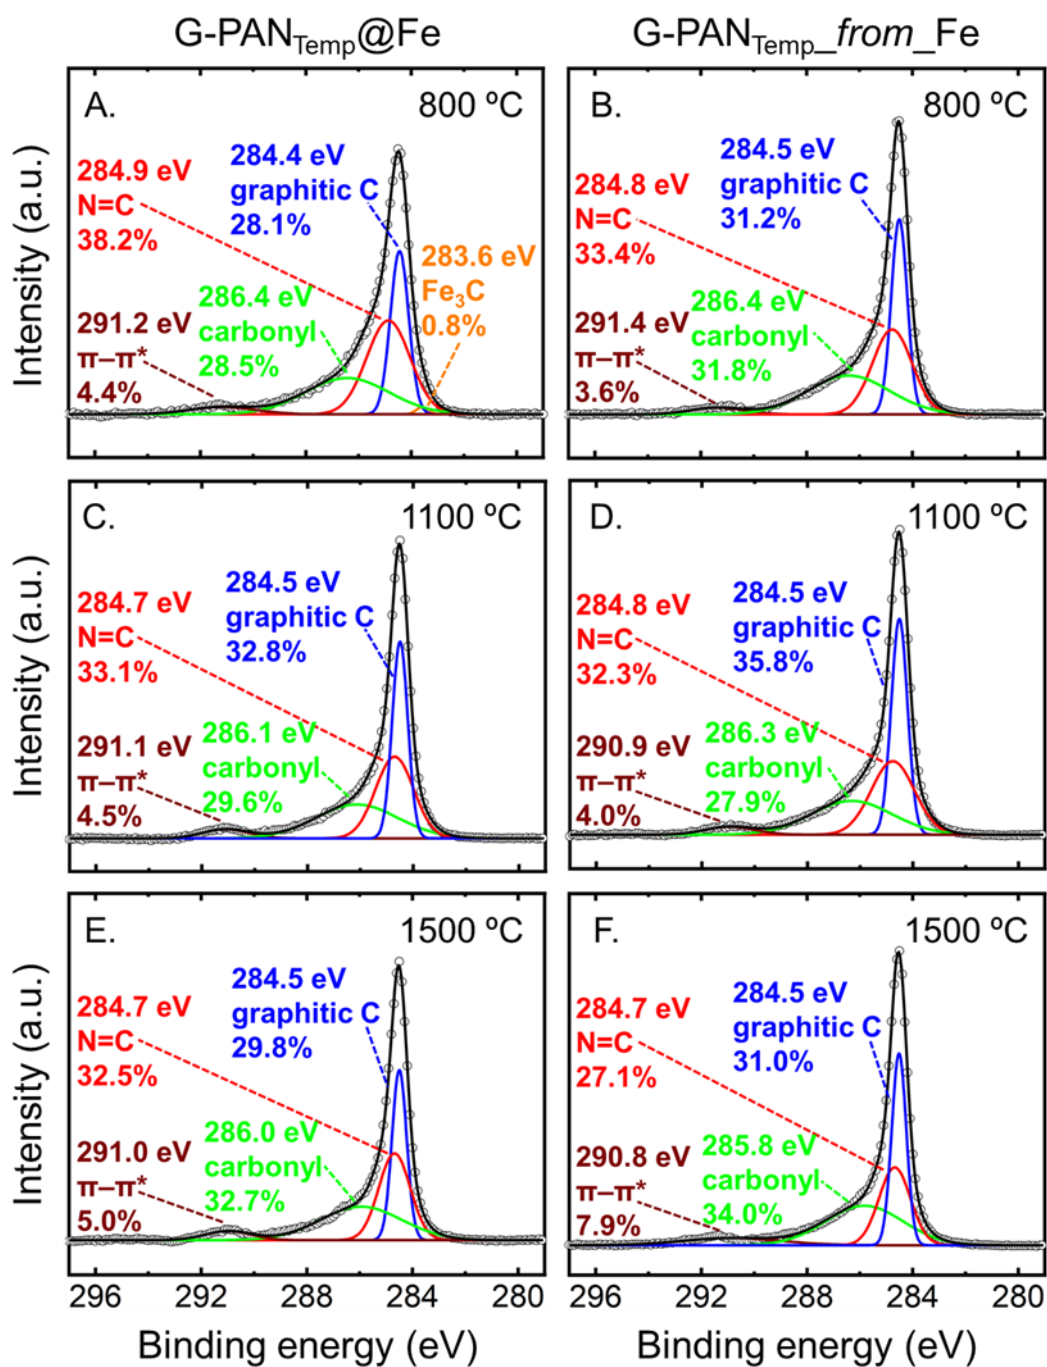 G-PANTemp@Fe
G-PANTemp_from_Fe
A.
800 ºC
284.9 eV
N=C
38.2%
284.4 eV
graphitic C
28.1%
283.6 eV
Fe3C
0.8%
286.4 eV
carbonyl
28.5%
291.2 eV
π–π*
4.4%
Intensity (a.u.)
B.
800 ºC
284.8 eV
N=C
33.4%
284.5 eV
graphitic C
31.2%
286.4 eV
carbonyl
31.8%
291.4 eV
π–π*
3.6%
C.
1100 ºC
284.7 eV
N=C
33.1%
284.5 eV
graphitic C
32.8%
286.1 eV
carbonyl
29.6%
291.1 eV
π–π*
4.5%
Intensity (a.u.)
D.
1100 ºC
284.8 eV
N=C
32.3%
284.5 eV
graphitic C
35.8%
286.3 eV
carbonyl
27.9%
290.9 eV
π–π*
4.0%
E.
1500 ºC
284.7 eV
N=C
32.5%
284.5 eV
graphitic C
29.8%
286.0 eV
carbonyl
32.7%
291.0 eV
π–π*
5.0%
Intensity (a.u.)
F.
1500 ºC
284.7 eV
N=C
27.1%
284.5 eV
graphitic C
31.0%
285.8 eV
carbonyl
34.0%
290.8 eV
π–π*
7.9%
296 292 288 284 280
296 292 288 284 280
Binding energy (eV)
Binding energy (eV)